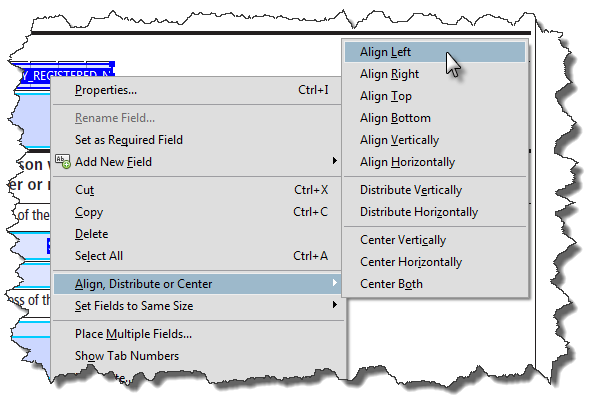 Y_REGISTERED_N
Properties... Ctrl+I
Rename Field...
Set as Required Field
Add New Field
Cut Ctrl+X
Copy Ctrl+C
Delete
Select All Ctrl+A
Align, Distribute or Center
Set Fields to Same Size
Place Multiple Fields...
Show Tab Numbers
Align Left
Align Right
Align Top
Align Bottom
Align Vertically
Align Horizontally
Distribute Vertically
Distribute Horizontally
Center Vertically
Center Horizontally
Center Both
son
er or
of the
ess of th